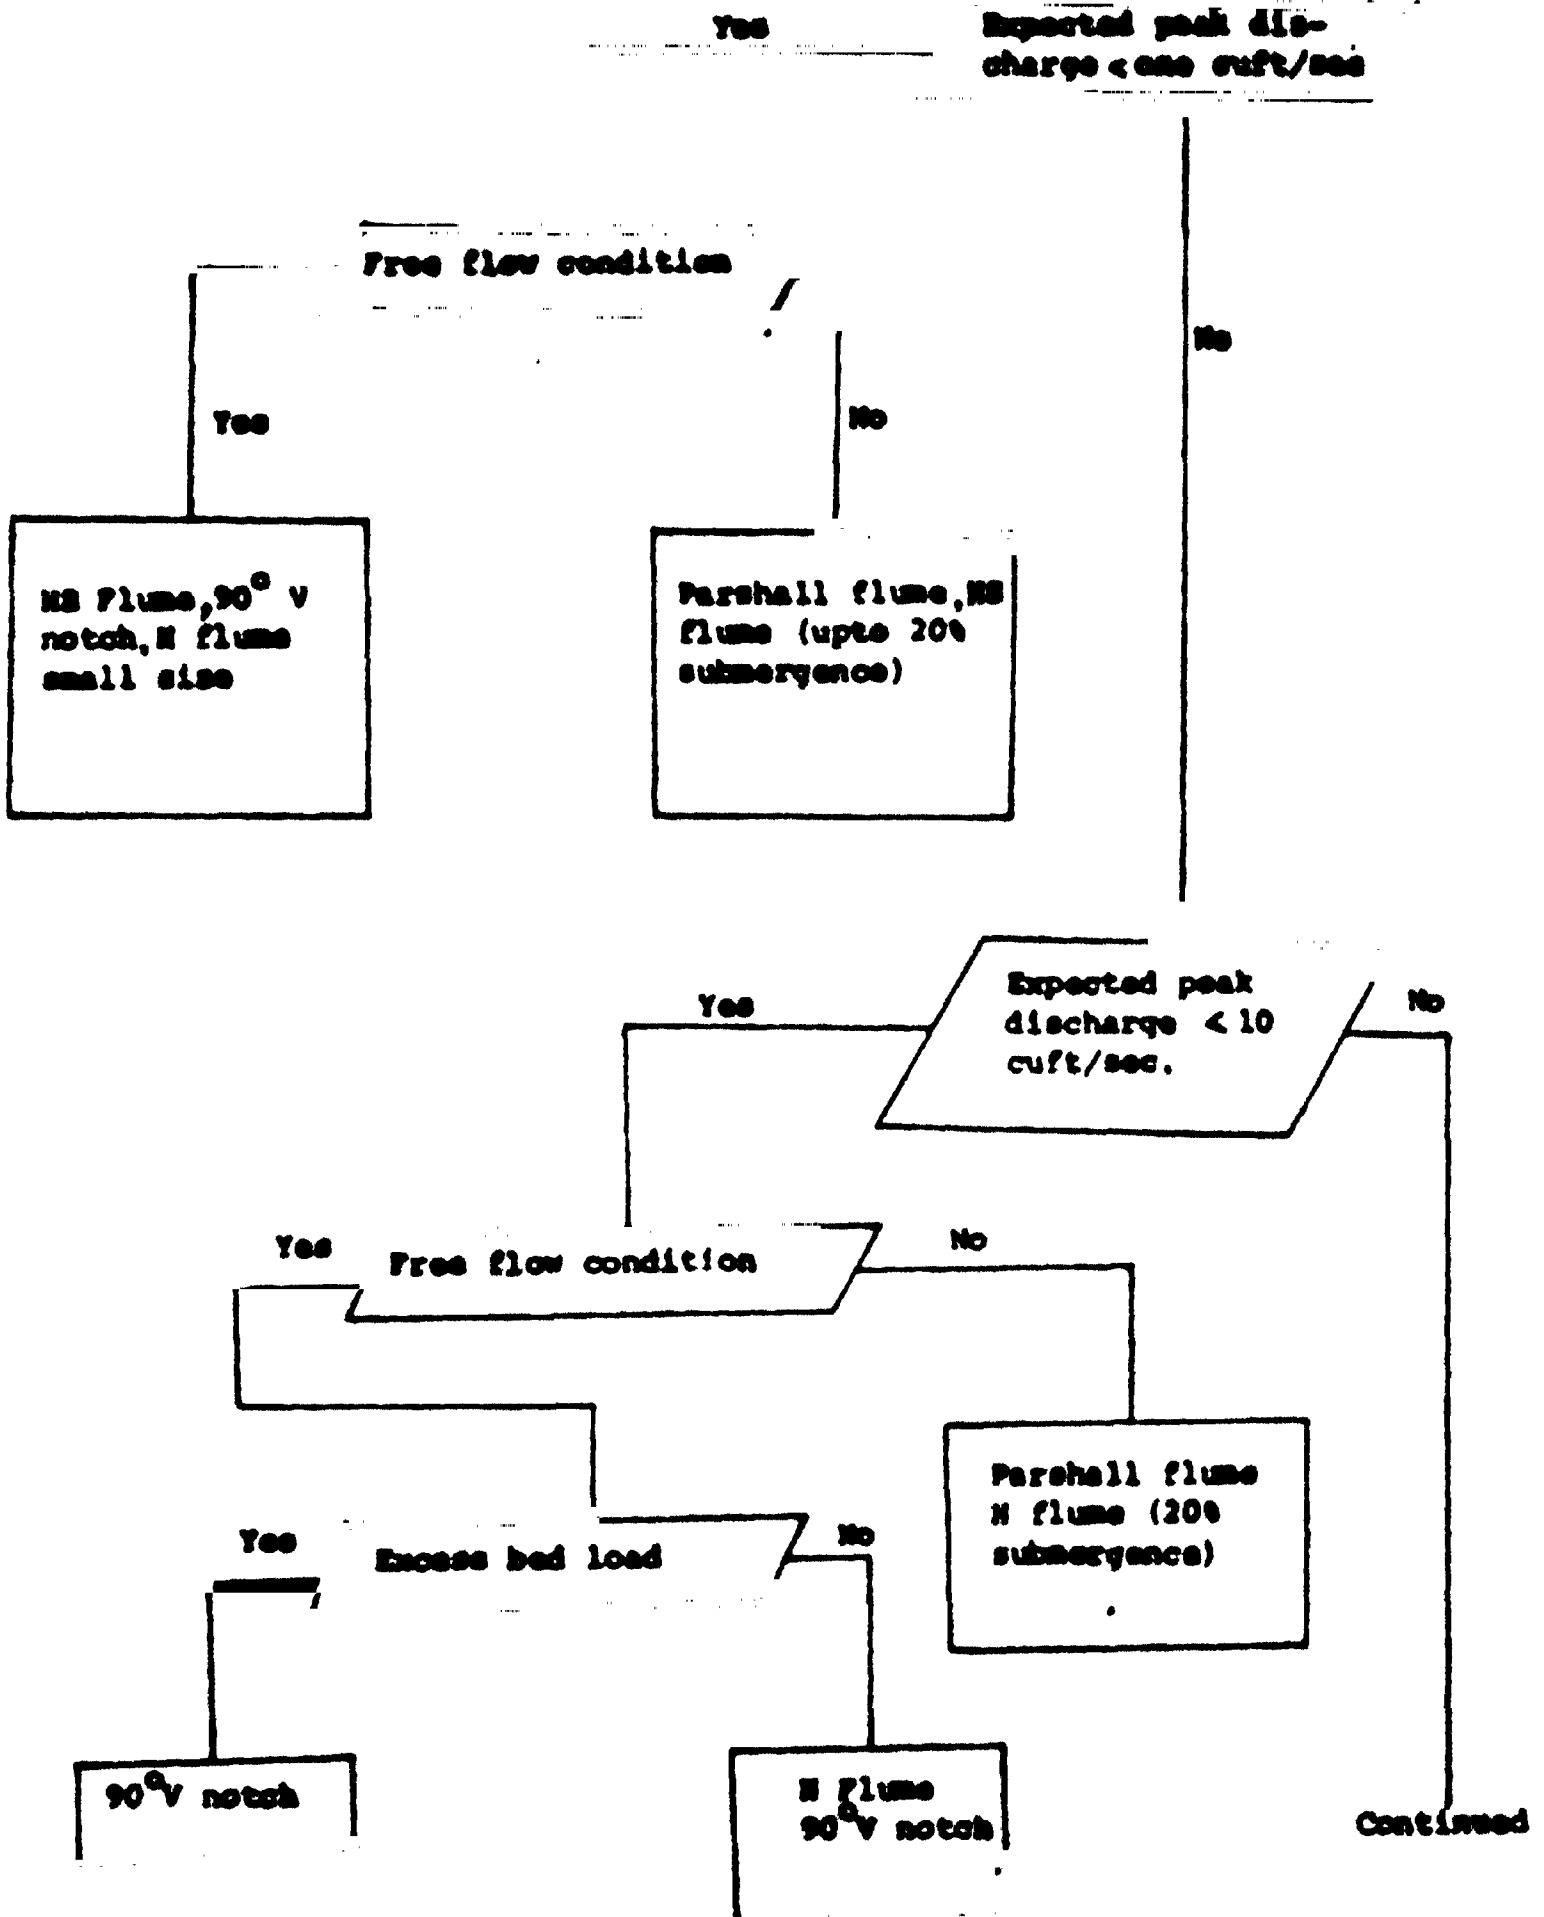 Yes
Expected peak dis-
charge < one cuft/sec
Free flow condition
No
Yes
No
HS Flume, 90° V
notch, H flume
small size
Parshall flume, HS
flume (upto 20%
submergence)
Expected peak
discharge < 10
cuft/sec.
Yes
No
Yes
Free flow condition
No
Parshall flume
H flume (20%
submergence)
Yes
Excess bed load
No
90° V notch
H Flume
90° V notch
Continued